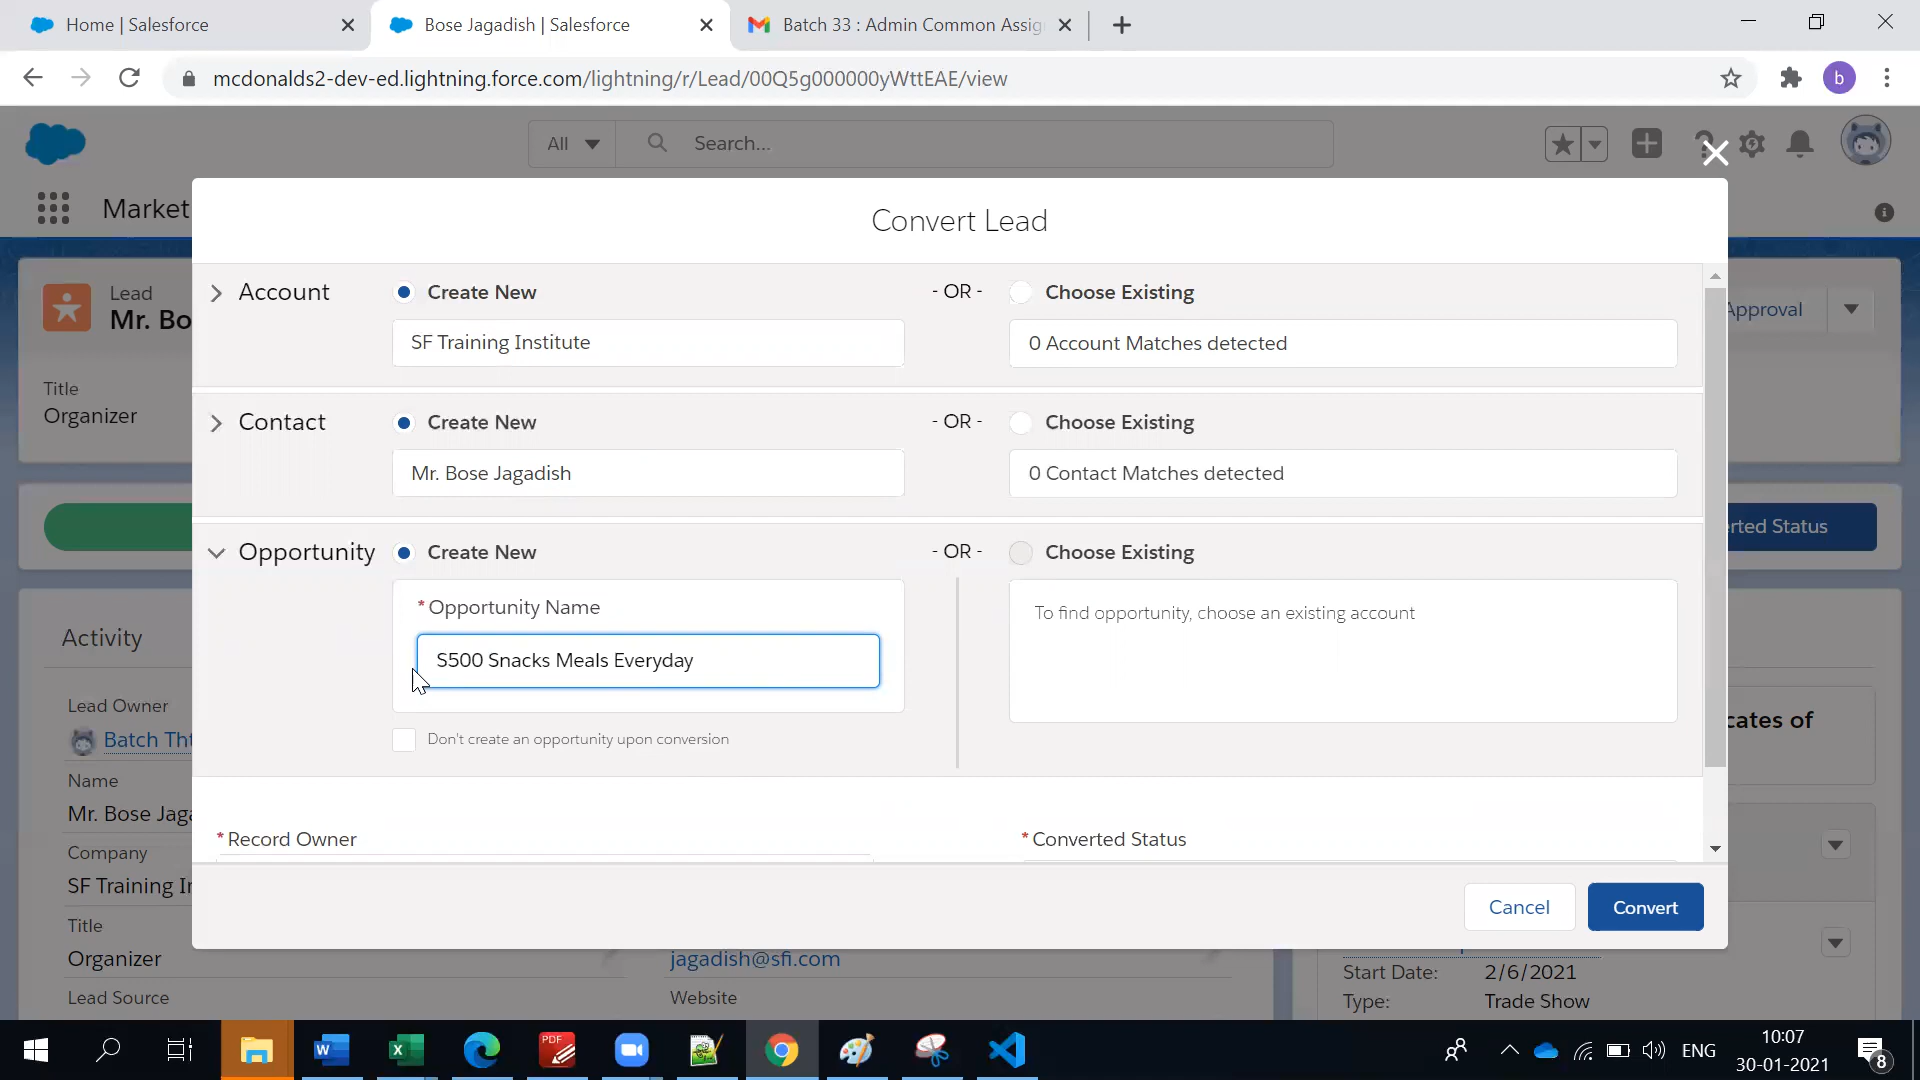 Home | Salesforce
Bose Jagadish | Salesforce
Batch 33 : Admin Common Assig
mcdonalds2-dev-ed.lightning.force.com/lightning/r/Lead/00Q5g000000yWttEAE/view
b
All
Search...
Market
Convert Lead
Lead
Mr. Bo
Approval
Account
Create New
- OR -
Choose Existing
SF Training Institute
0 Account Matches detected
Title
Organizer
Contact
Create New
- OR -
Choose Existing
Mr. Bose Jagadish
0 Contact Matches detected
rted Status
Opportunity
Create New
- OR -
Choose Existing
*Opportunity Name
To find opportunity, choose an existing account
S500 Snacks Meals Everyday
Don't create an opportunity upon conversion
Activity
Lead Owner
Batch Tht
cates of
Name
Mr. Bose Jaga
*Record Owner
*Converted Status
Company
SF Training In
Cancel
Convert
Title
Organizer
jagadish@sfi.com
Lead Source
Website
Start Date:
2/6/2021
Type:
Trade Show
PDF
ENG
10:07
30-01-2021
8